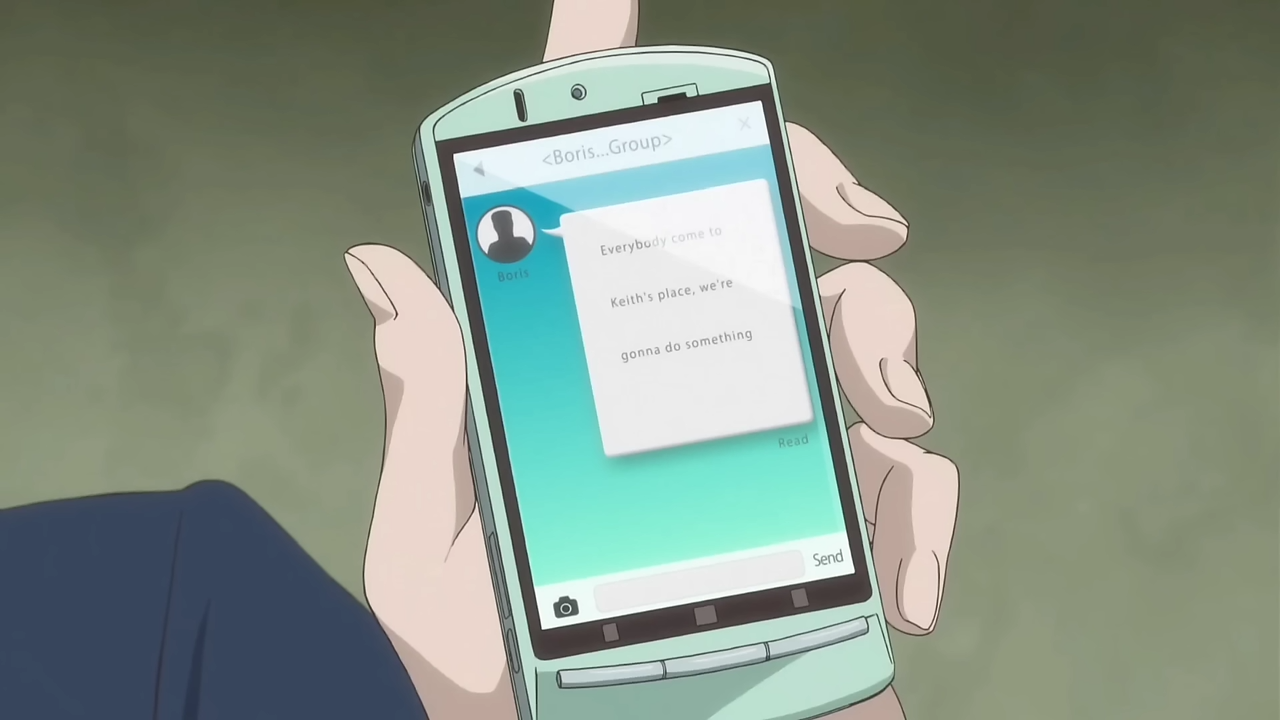 <Boris...Group>
Boris
Everybody come to
Keith's place, we're
gonna do something
Read
Send